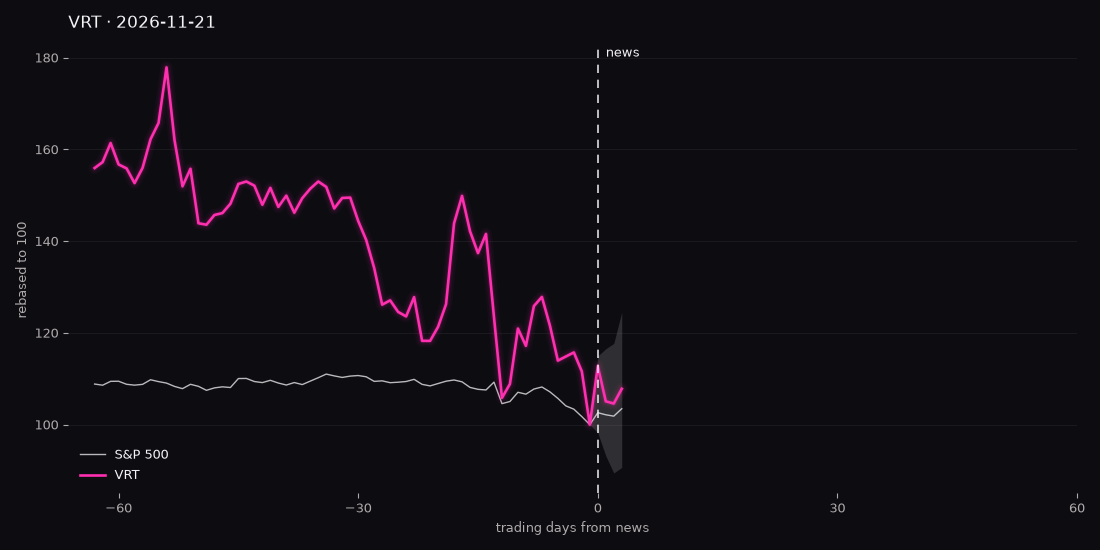 VRT · 2026-11-21
news
180
160
140
120
100
rebased to 100
S&P 500
VRT
−60
−30
0
30
60
trading days from news